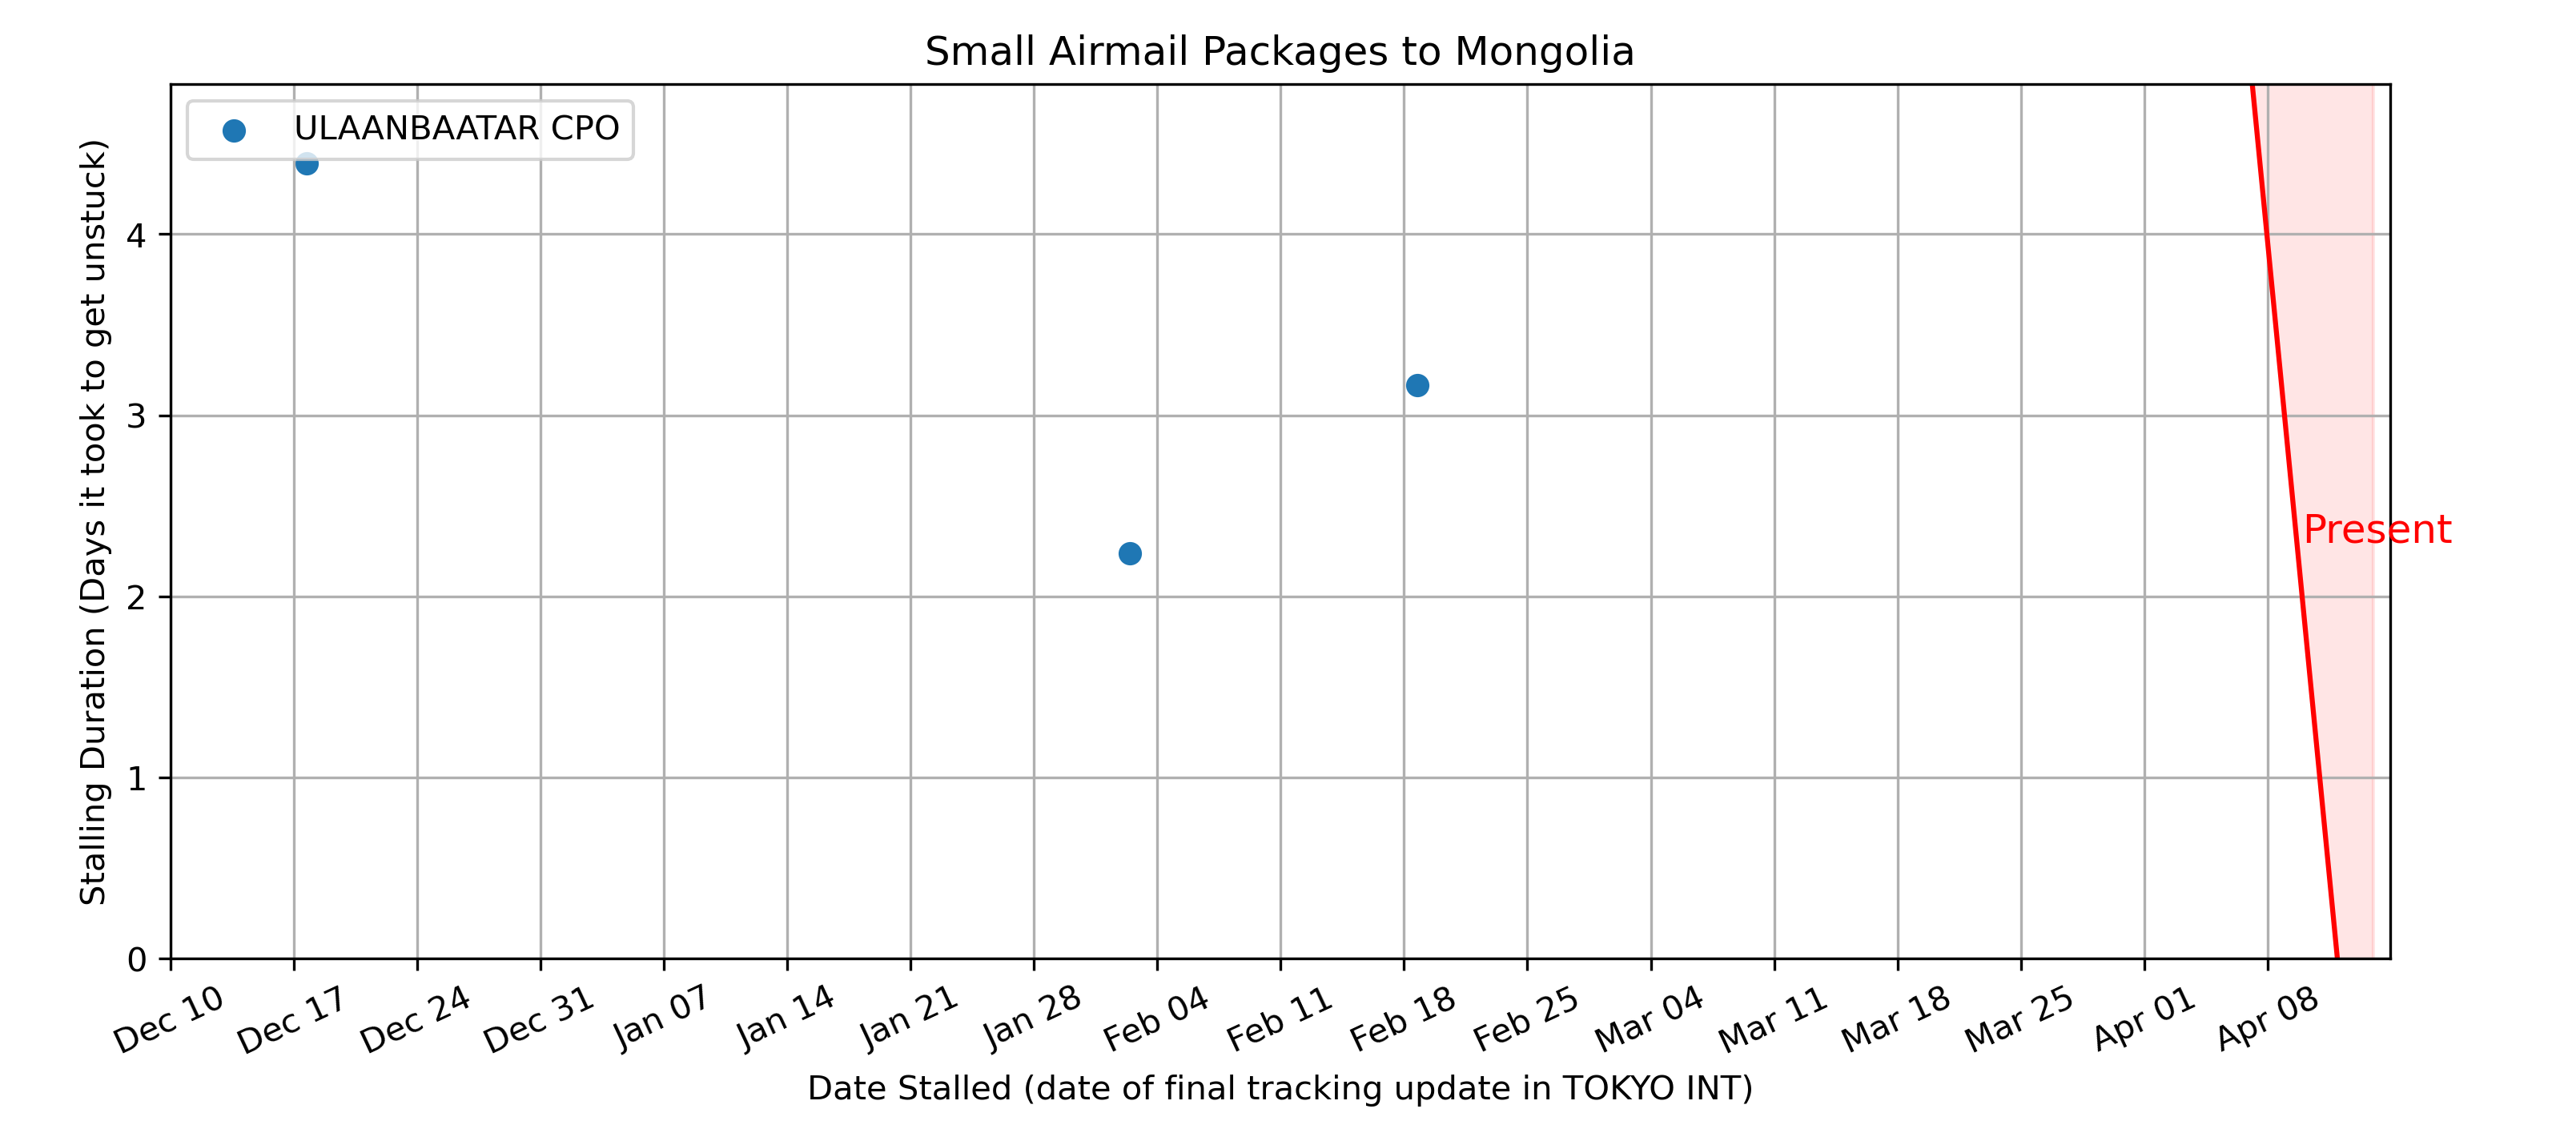 Small Airmail Packages to Mongolia
ULAANBAATAR CPO
Stalling Duration (Days it took to get unstuck)
4
3
2
1
0
Present
Dec 10
Dec 17
Dec 24
Dec 31
Jan 07
Jan 14
Jan 21
Jan 28
Feb 04
Feb 11
Feb 18
Feb 25
Mar 04
Mar 11
Mar 18
Mar 25
Apr 01
Apr 08
Date Stalled (date of final tracking update in TOKYO INT)